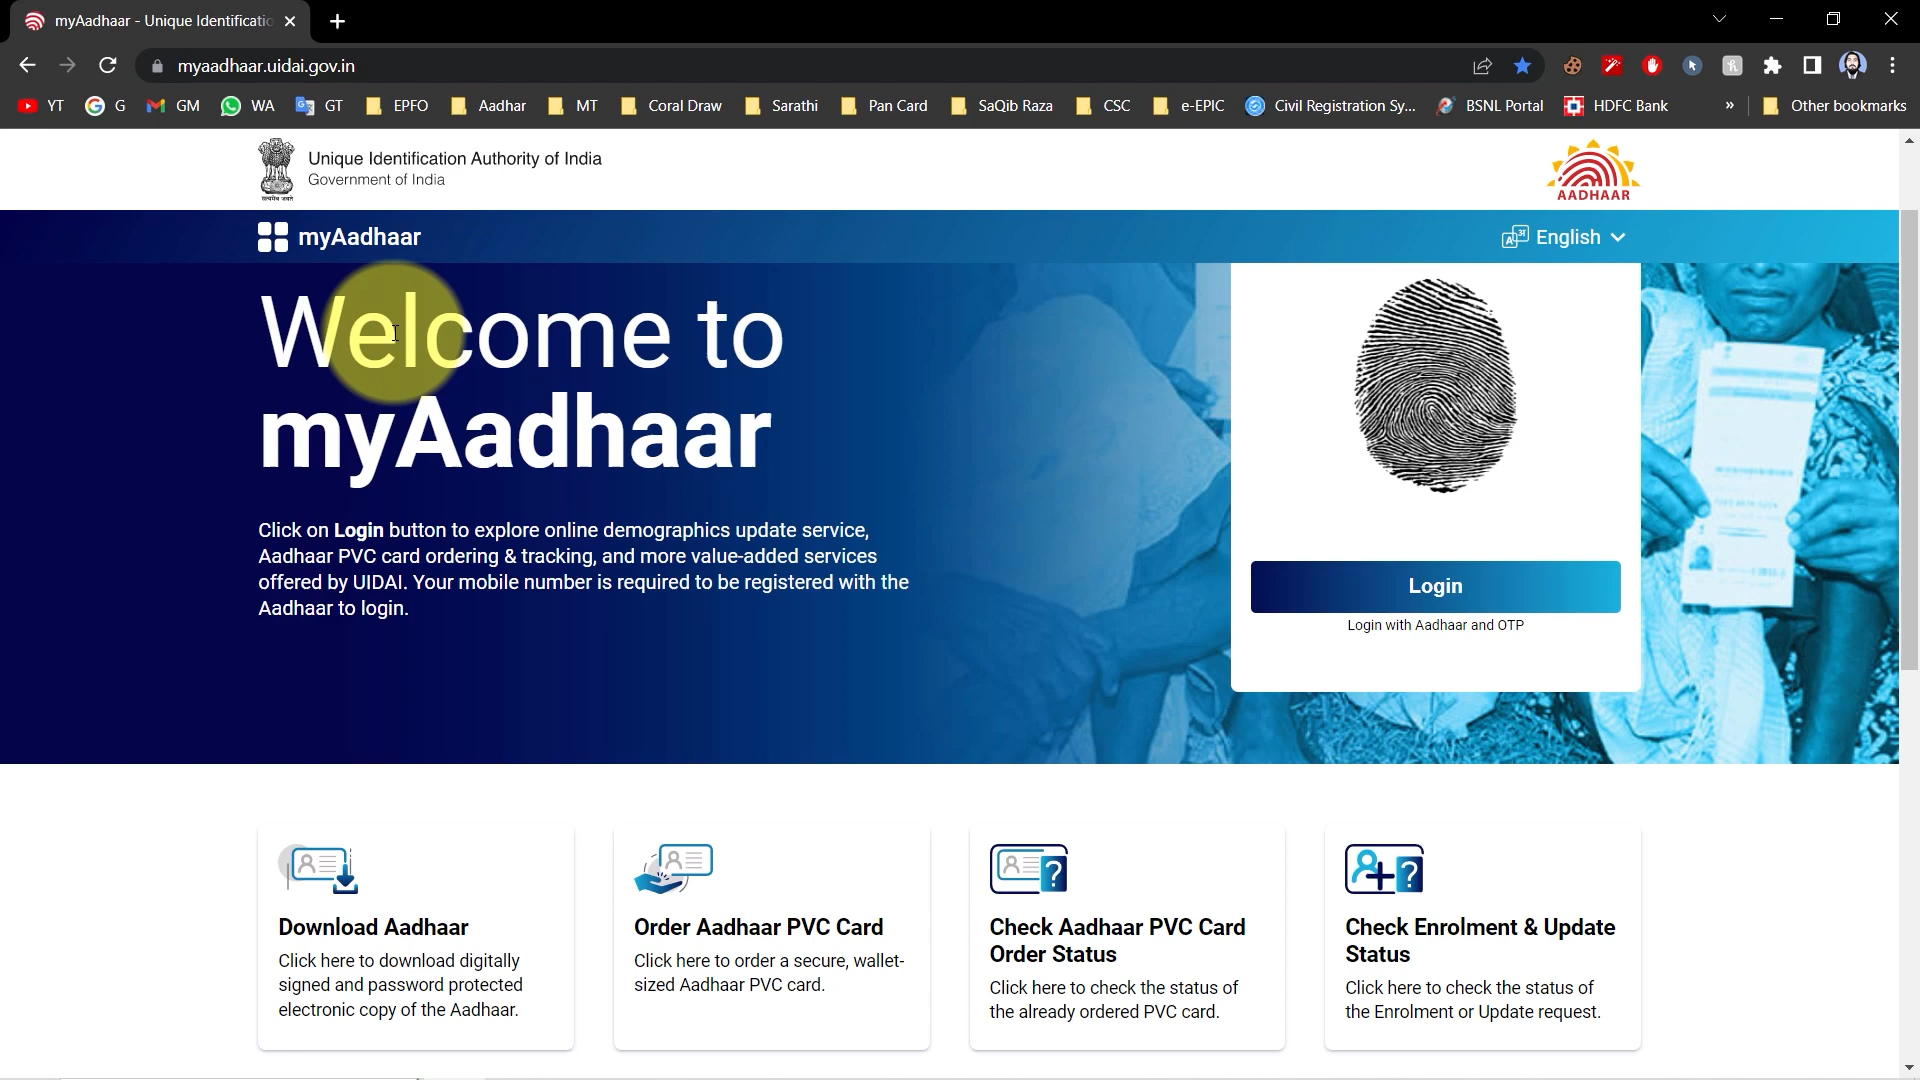 myAadhaar - Unique Identificatio
myaadhaar.uidai.gov.in
YT G GM WA GT EPFO Aadhar MT Coral Draw Sarathi Pan Card SaQib Raza CSC e-EPIC Civil Registration Sy... BSNL Portal HDFC Bank » Other bookmarks
Unique Identification Authority of India
Government of India
सत्यमेव जयते
AADHAAR
myAadhaar
English
Welcome to
myAadhaar
Click on Login button to explore online demographics update service,
Aadhaar PVC card ordering & tracking, and more value-added services
offered by UIDAI. Your mobile number is required to be registered with the
Aadhaar to login.
Login
Login with Aadhaar and OTP
Download Aadhaar
Click here to download digitally
signed and password protected
electronic copy of the Aadhaar.
Order Aadhaar PVC Card
Click here to order a secure, wallet-
sized Aadhaar PVC card.
Check Aadhaar PVC Card
Order Status
Click here to check the status of
the already ordered PVC card.
Check Enrolment & Update
Status
Click here to check the status of
the Enrolment or Update request.